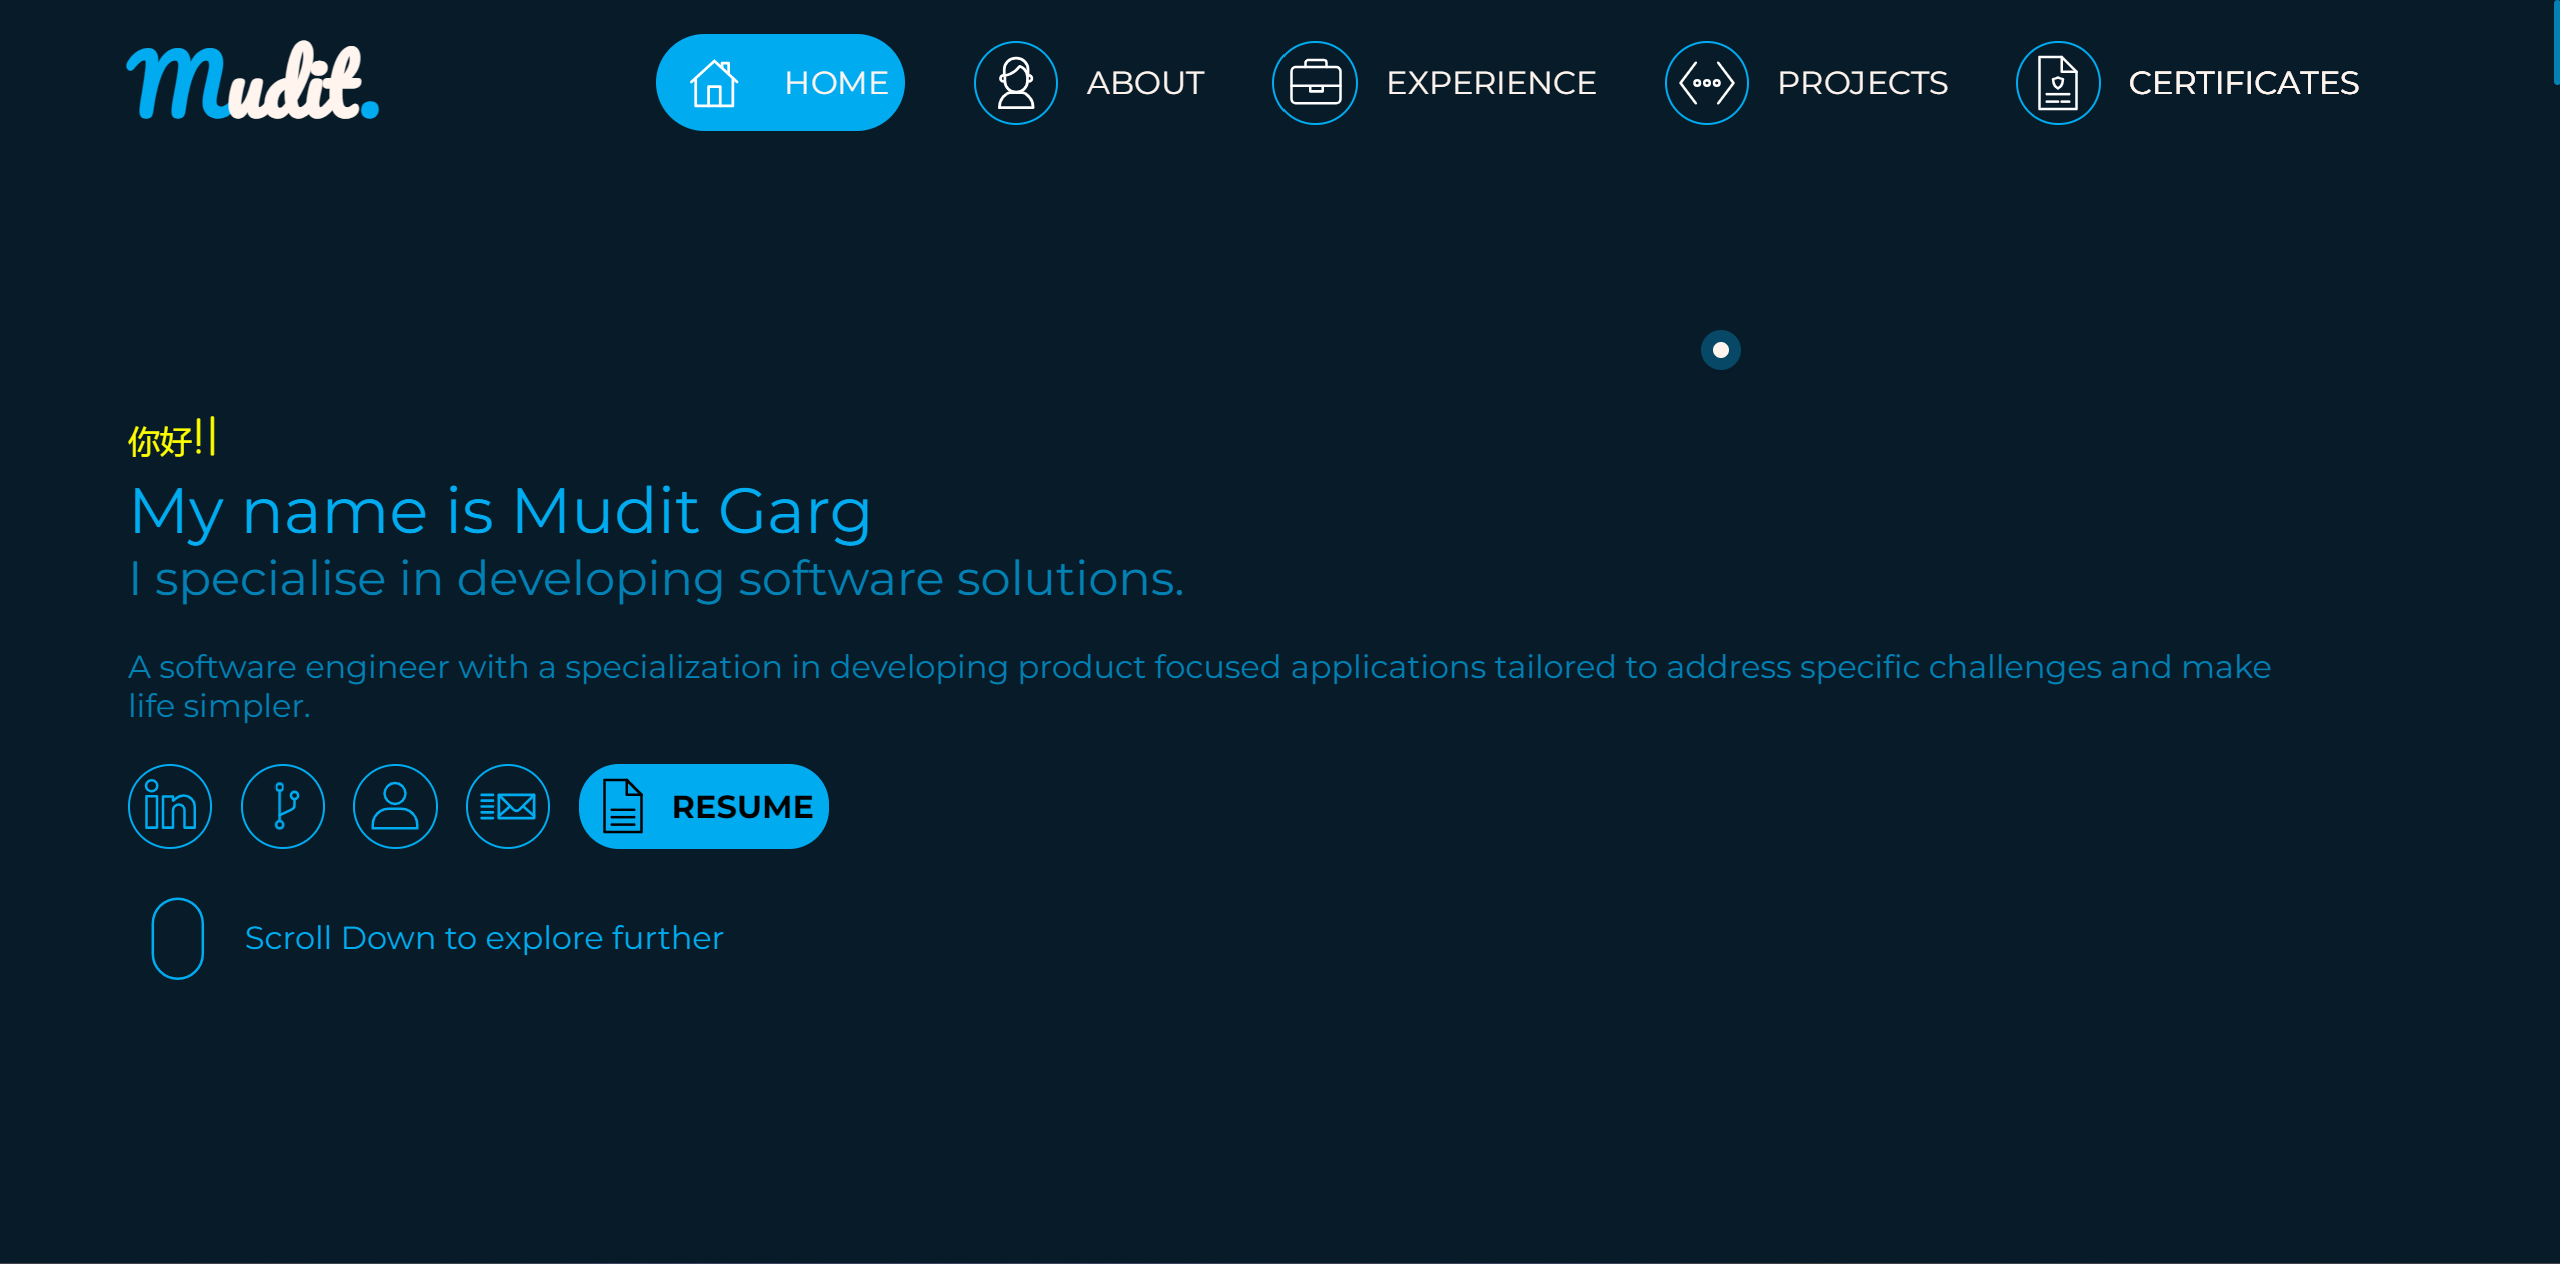 Mudit.
HOME
ABOUT
EXPERIENCE
PROJECTS
CERTIFICATES
你好!|
My name is Mudit Garg
I specialise in developing software solutions.
A software engineer with a specialization in developing product focused applications tailored to address specific challenges and make
life simpler.
in
RESUME
Scroll Down to explore further